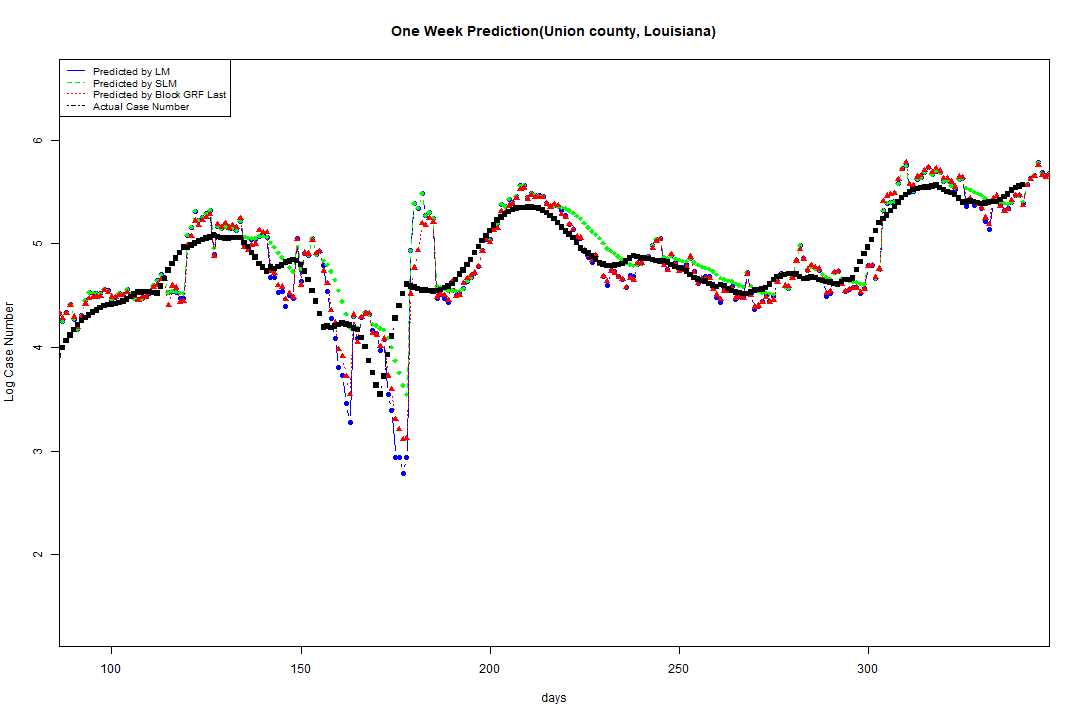 One Week Prediction(Union county, Louisiana)
Predicted by LM
Predicted by SLM
Predicted by Block GRF Last
Actual Case Number
6
5
4
3
2
Log Case Number
100 150 200 250 300
days